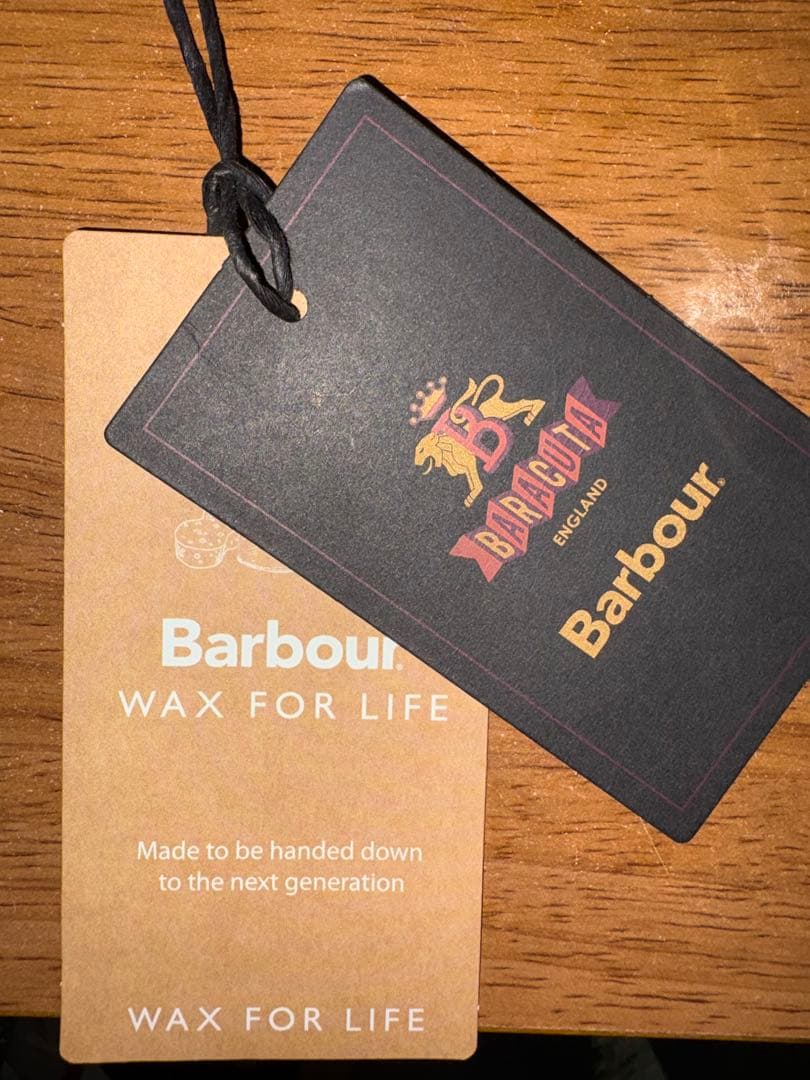 B
BARACUTA
ENGLAND
Barbour®
Barbour®
WAX FOR LIFE
Made to be handed down
to the next generation
WAX FOR LIFE